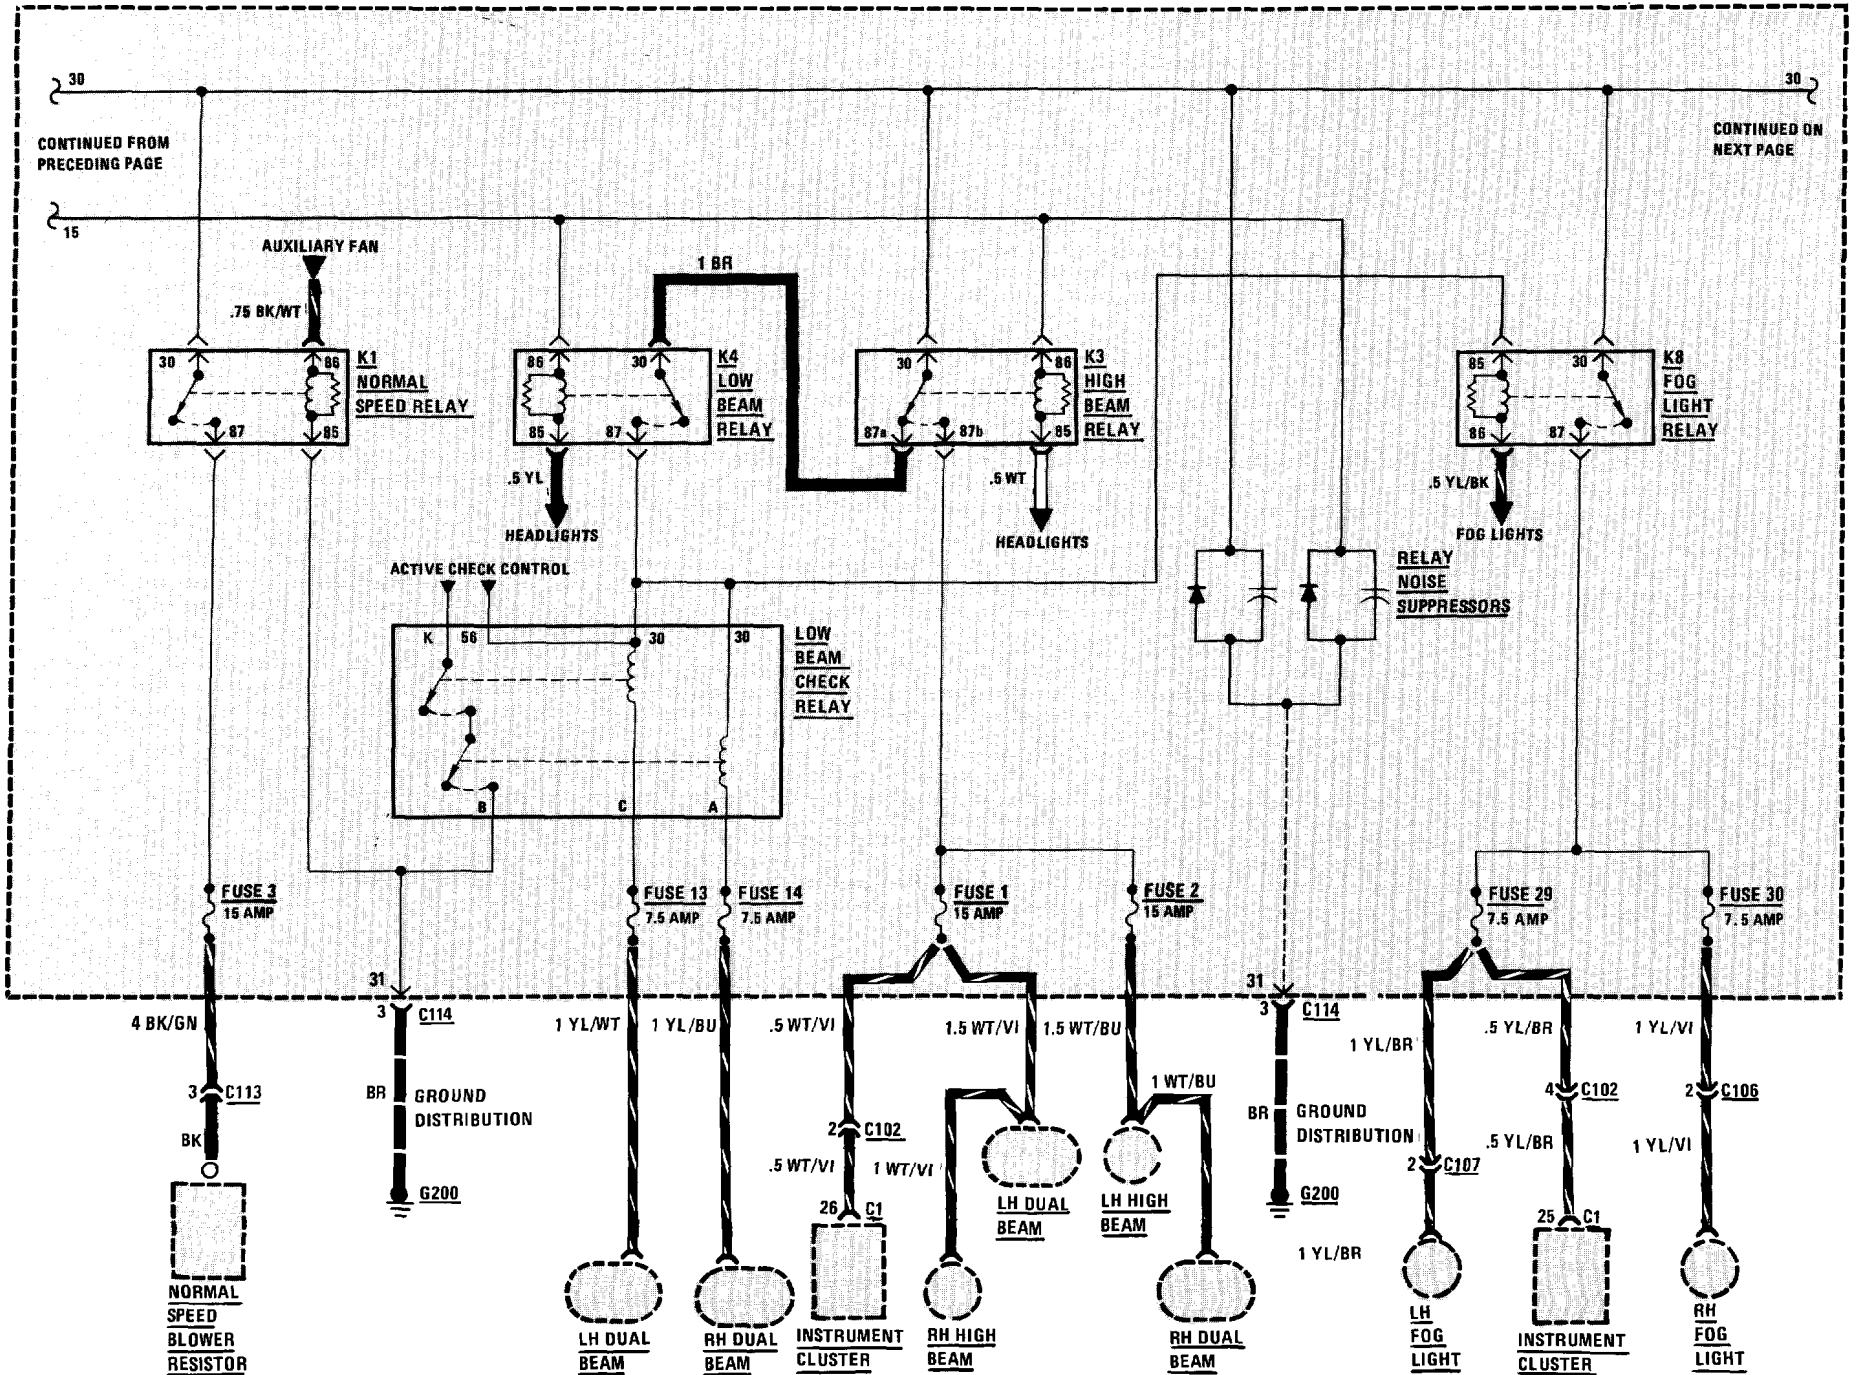 30
30
CONTINUED FROM
PRECEDING PAGE
CONTINUED ON
NEXT PAGE
15
AUXILIARY FAN
.75 BK/WT
1 BR
30
86
87
85
K1
NORMAL
SPEED RELAY
86
30
85
87
K4
LOW
BEAM
RELAY
30
86
87a
87b
85
K3
HIGH
BEAM
RELAY
85
30
86
87
K8
FOG
LIGHT
RELAY
.5 YL
HEADLIGHTS
.5 WT
HEADLIGHTS
.5 YL/BK
FOG LIGHTS
ACTIVE CHECK CONTROL
K
56
30
30
B
C
A
LOW
BEAM
CHECK
RELAY
RELAY
NOISE
SUPPRESSORS
FUSE 3
15 AMP
FUSE 13
7.5 AMP
FUSE 14
7.5 AMP
FUSE 1
15 AMP
FUSE 2
15 AMP
FUSE 29
7.5 AMP
FUSE 30
7.5 AMP
31
31
4 BK/GN
3
C114
1 YL/WT
1 YL/BU
.5 WT/VI
1.5 WT/VI
1.5 WT/BU
3
C114
1 YL/BR
.5 YL/BR
1 YL/VI
3
C113
BR
GROUND
DISTRIBUTION
BK
G200
2
C102
.5 WT/VI
1 WT/VI
1 WT/BU
BR
GROUND
DISTRIBUTION
G200
2
C107
4
C102
.5 YL/BR
2
C106
1 YL/VI
1 YL/BR
26
C1
25
C1
NORMAL
SPEED
BLOWER
RESISTOR
LH DUAL
BEAM
RH DUAL
BEAM
INSTRUMENT
CLUSTER
RH HIGH
BEAM
LH DUAL
BEAM
LH HIGH
BEAM
RH DUAL
BEAM
LH
FOG
LIGHT
INSTRUMENT
CLUSTER
RH
FOG
LIGHT